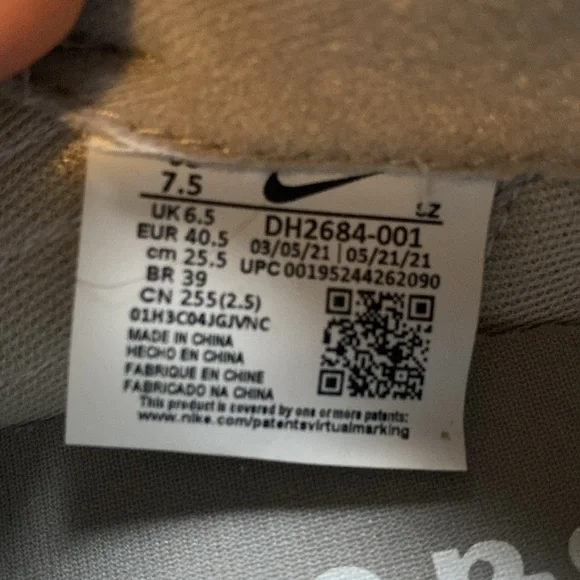 7.5
SZ
UK 6.5
DH2684-001
EUR 40.5
03/05/21 | 05/21/21
cm 25.5
UPC 00195244262090
BR 39
CN 255(2.5)
01H3C04JGJVNC
MADE IN CHINA
HECHO EN CHINA
FABRIQUE EN CHINE
FABRICADO NA CHINA
This product is covered by one or more patents:
www.nike.com/patentsvirtualmarking